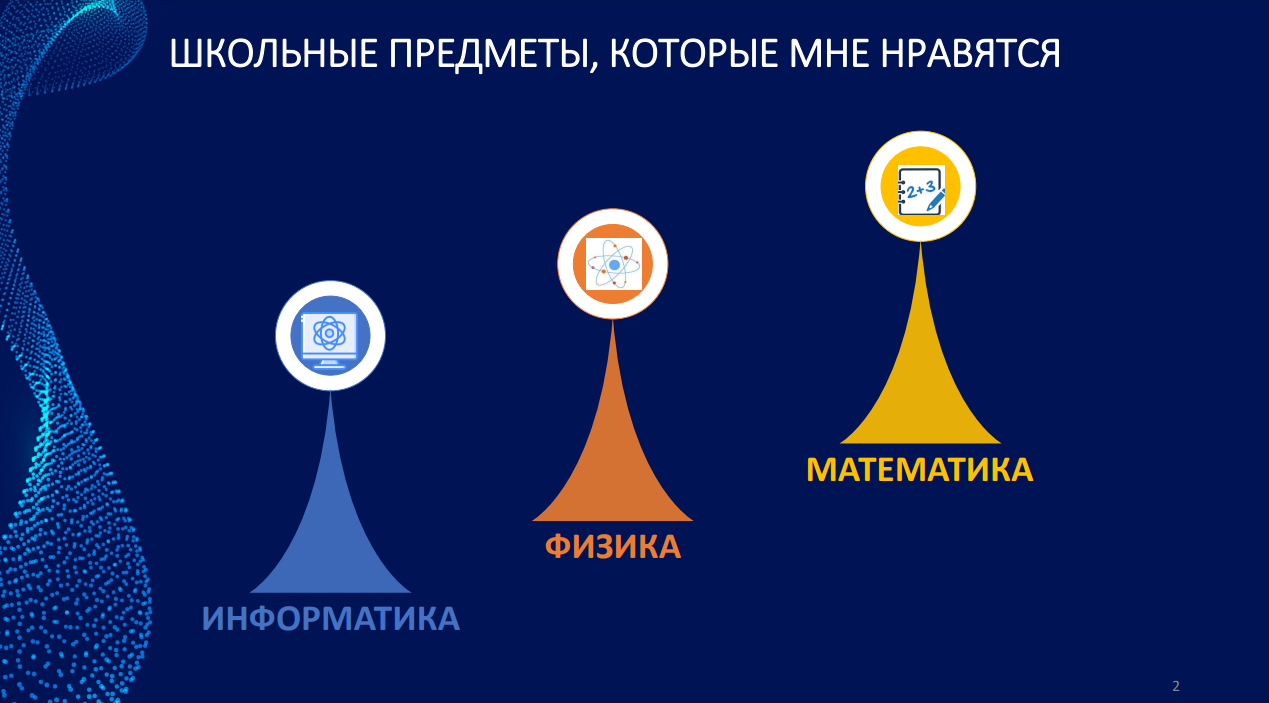 ШКОЛЬНЫЕ ПРЕДМЕТЫ, КОТОРЫЕ МНЕ НРАВЯТСЯ
2+3
МАТЕМАТИКА
ФИЗИКА
ИНФОРМАТИКА
2